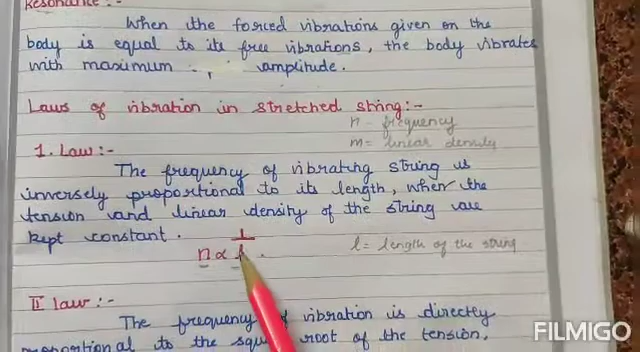 Resonance :-
When the forced vibrations given on the
body is equal to its free vibrations, the body vibrates
with maximum amplitude.
Laws of vibration in stretched string:-
n - frequency
m = linear density
1. Law :-
The frequency of vibrating string is
inversely proportional to its length, when the
tension and linear density of the string are
kept constant.
n ∝ 1/l .
l = length of the string
II law :-
The frequency of vibration is directly
proportional to the square root of the tension,
FILMIGO